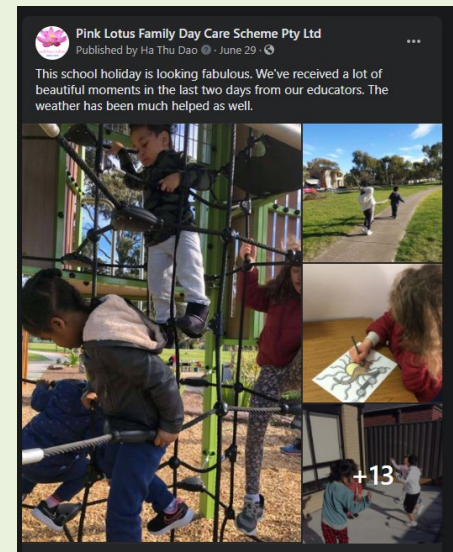 Pink Lotus Family Day Care Scheme Pty Ltd
Published by Ha Thu Dao · June 29 ·
This school holiday is looking fabulous. We've received a lot of
beautiful moments in the last two days from our educators. The
weather has been much helped as well.
+13